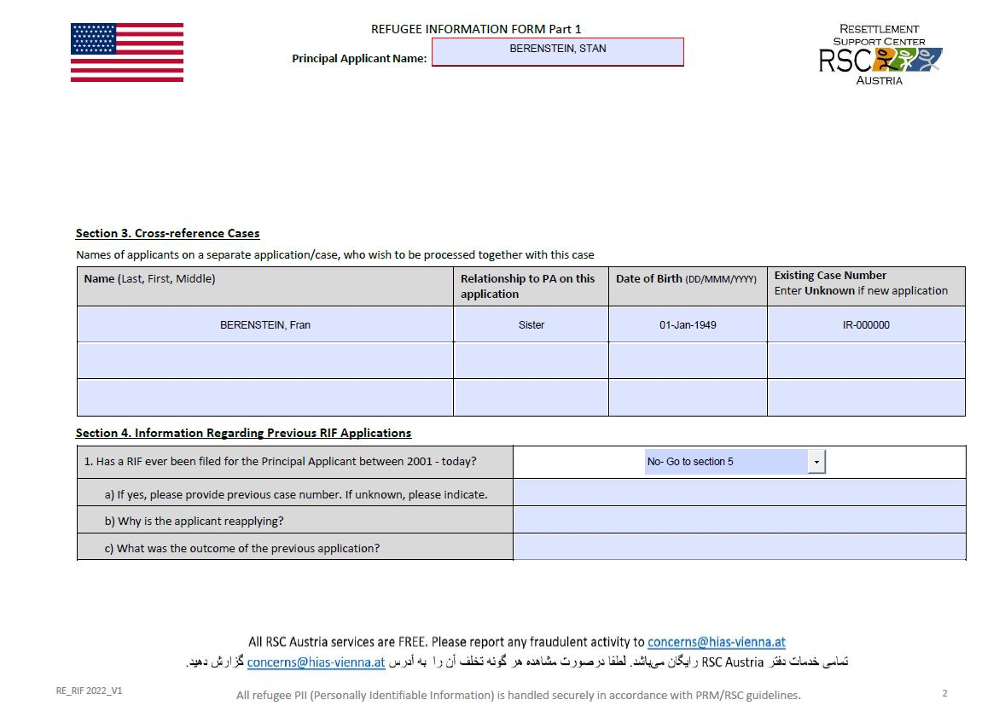 REFUGEE INFORMATION FORM Part 1
Principal Applicant Name: BERENSTEIN, STAN
RESETTLEMENT
SUPPORT CENTER
RSC
AUSTRIA
Section 3. Cross-reference Cases
Names of applicants on a separate application/case, who wish to be processed together with this case
Name (Last, First, Middle) Relationship to PA on this application Date of Birth (DD/MMM/YYYY) Existing Case Number Enter Unknown if new application
BERENSTEIN, Fran Sister 01-Jan-1949 IR-000000
Section 4. Information Regarding Previous RIF Applications
1. Has a RIF ever been filed for the Principal Applicant between 2001 - today? No- Go to section 5
a) If yes, please provide previous case number. If unknown, please indicate.
b) Why is the applicant reapplying?
c) What was the outcome of the previous application?
All RSC Austria services are FREE. Please report any fraudulent activity to concerns@hias-vienna.at
تمامی خدمات دفتر RSC Austria رایگان می‌باشد. لطفا درصورت مشاهده هر گونه تخلف آن را به آدرس concerns@hias-vienna.at گزارش دهید.
RE_RIF 2022_V1
All refugee PII (Personally Identifiable Information) is handled securely in accordance with PRM/RSC guidelines.
2